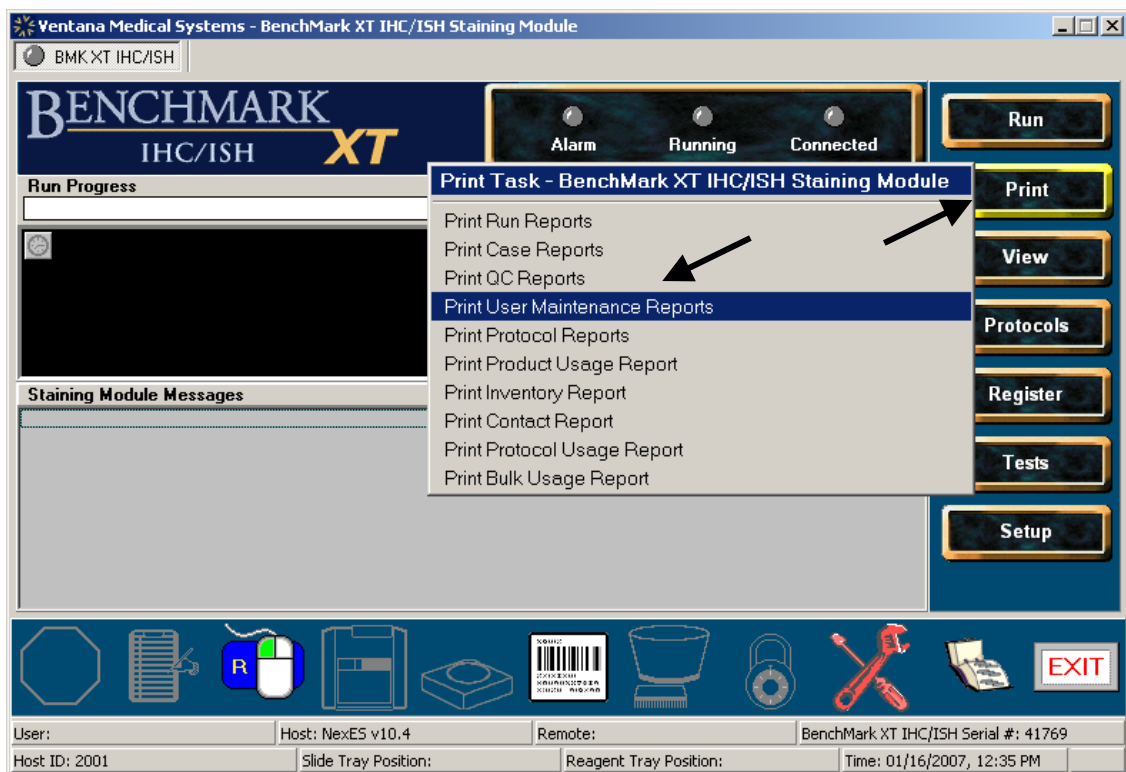 Ventana Medical Systems - BenchMark XT IHC/ISH Staining Module
BMK XT IHC/ISH
BENCHMARK
IHC/ISH XT
Alarm Running Connected
Run
Run Progress
Print Task - BenchMark XT IHC/ISH Staining Module
Print
Print Run Reports
Print Case Reports
Print QC Reports
Print User Maintenance Reports
Print Protocol Reports
Print Product Usage Report
Print Inventory Report
Print Contact Report
Print Protocol Usage Report
Print Bulk Usage Report
View
Protocols
Register
Tests
Setup
Staining Module Messages
R
EXIT
User:
Host: NexES v10.4
Remote:
BenchMark XT IHC/ISH Serial #: 41769
Host ID: 2001
Slide Tray Position:
Reagent Tray Position:
Time: 01/16/2007, 12:35 PM